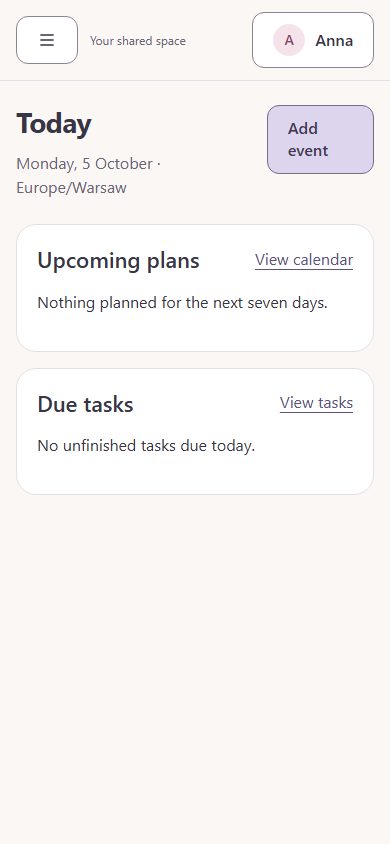 Your shared space
A Anna
Today
Add
event
Monday, 5 October ·
Europe/Warsaw
Upcoming plans
View calendar
Nothing planned for the next seven days.
Due tasks
View tasks
No unfinished tasks due today.